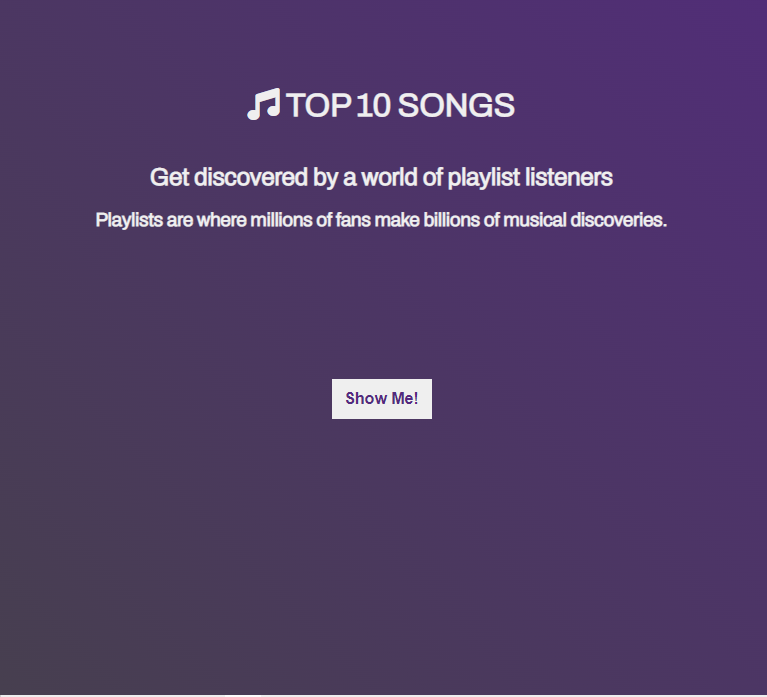 TOP 10 SONGS
Get discovered by a world of playlist listeners
Playlists are where millions of fans make billions of musical discoveries.
Show Me!